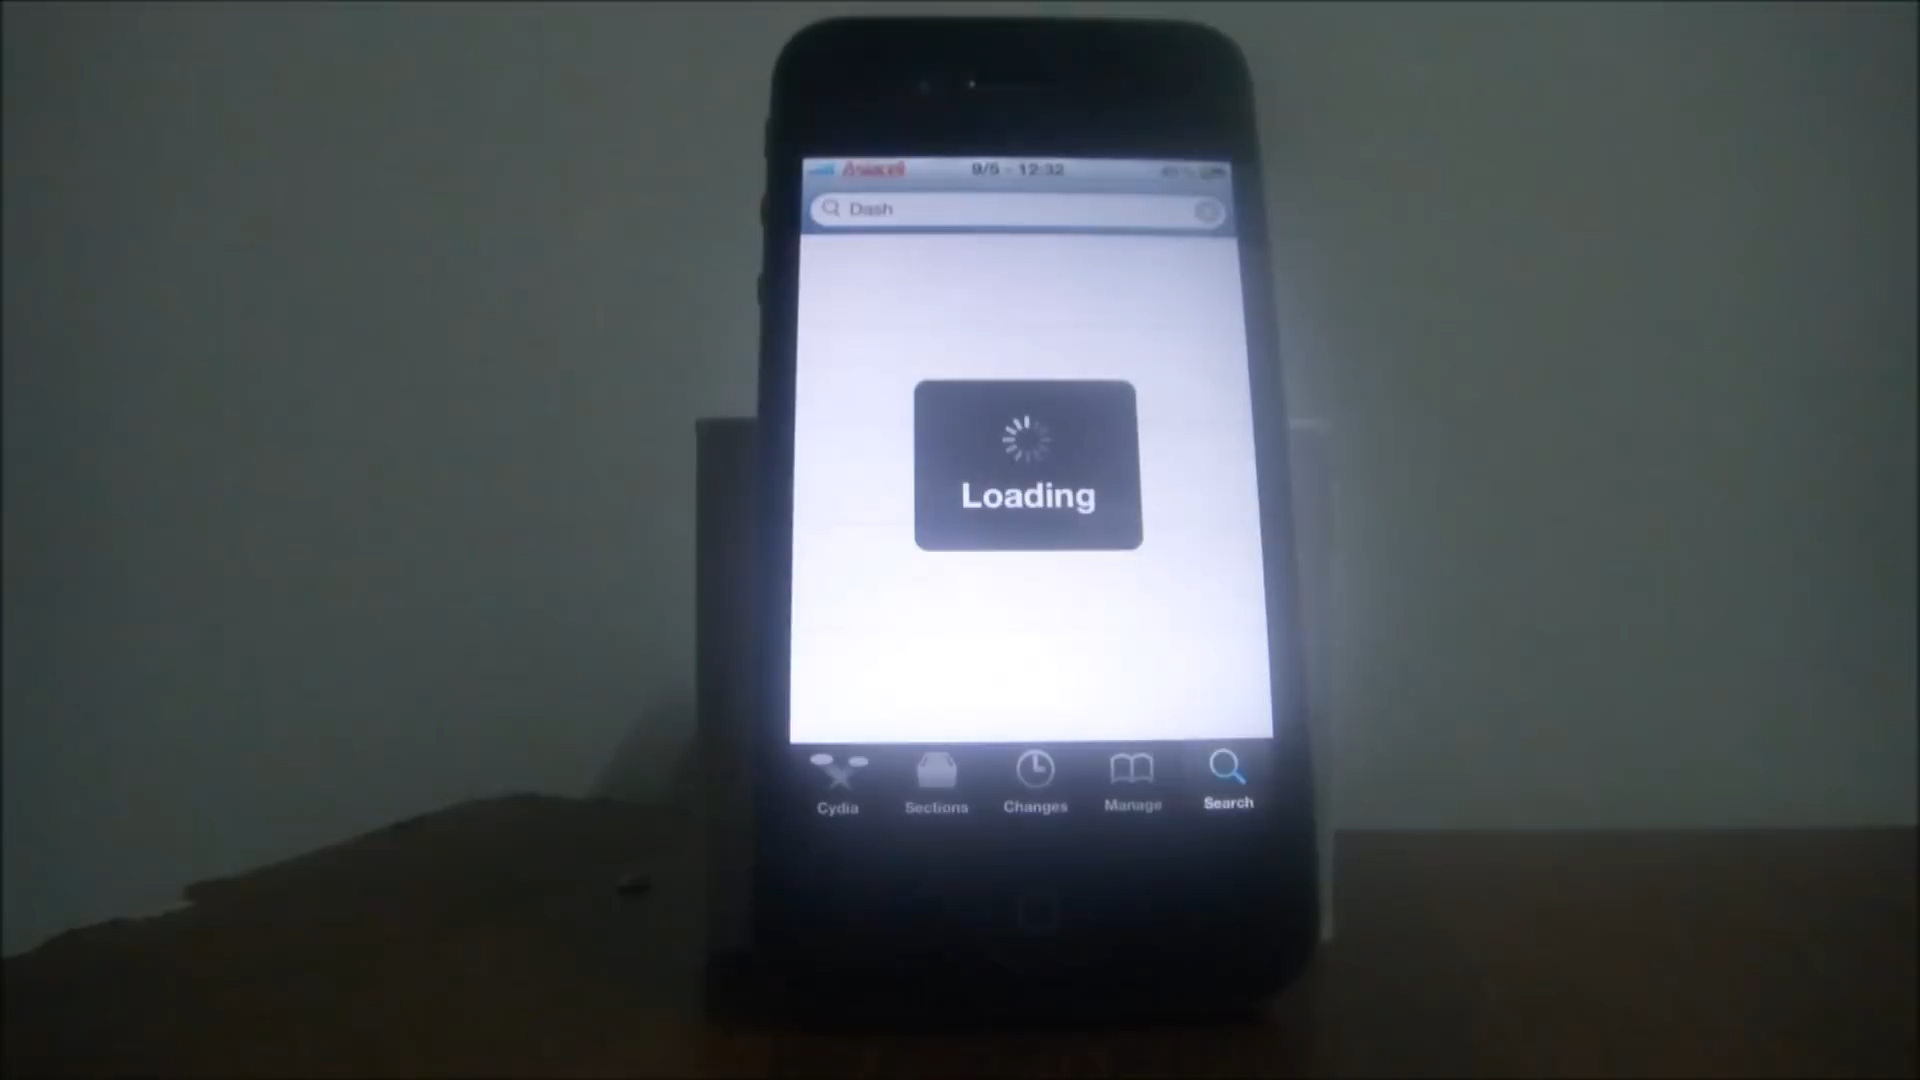 Asiacell 9/5 - 12:32
Dash
Loading
Cydia Sections Changes Manage Search